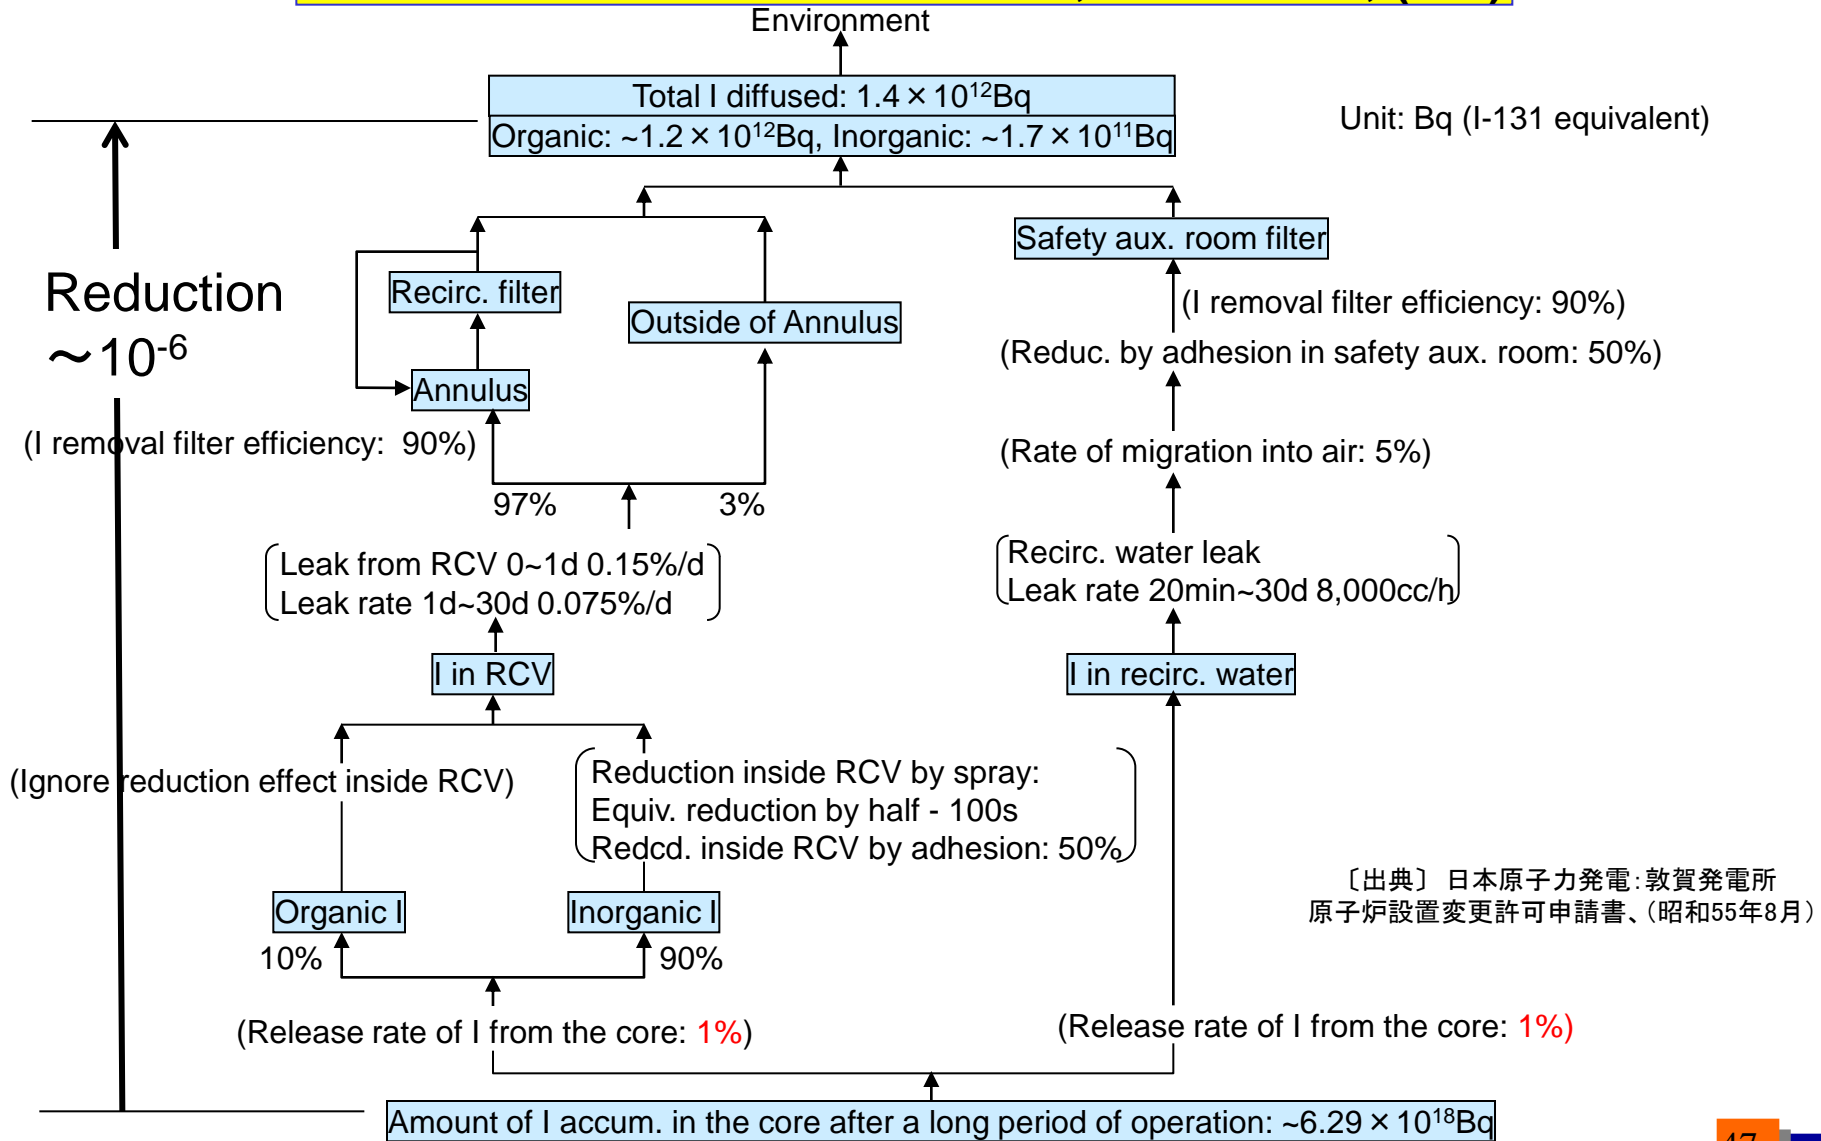 Environment
Total I diffused: 1.4×10¹²Bq
Organic: ~1.2×10¹²Bq, Inorganic: ~1.7×10¹¹Bq
Unit: Bq (I-131 equivalent)
Reduction
～10⁻⁶
Recirc. filter
Outside of Annulus
Annulus
(I removal filter efficiency: 90%)
97%
3%
Safety aux. room filter
(I removal filter efficiency: 90%)
(Reduc. by adhesion in safety aux. room: 50%)
(Rate of migration into air: 5%)
Leak from RCV 0~1d 0.15%/d
Leak rate 1d~30d 0.075%/d
Recirc. water leak
Leak rate 20min~30d 8,000cc/h
I in RCV
I in recirc. water
(Ignore reduction effect inside RCV)
Reduction inside RCV by spray:
Equiv. reduction by half - 100s
Redcd. inside RCV by adhesion: 50%
Organic I
Inorganic I
10%
90%
〔出典〕 日本原子力発電：敦賀発電所
原子炉設置変更許可申請書、（昭和55年8月）
(Release rate of I from the core: 1%)
(Release rate of I from the core: 1%)
Amount of I accum. in the core after a long period of operation: ~6.29×10¹⁸Bq
47